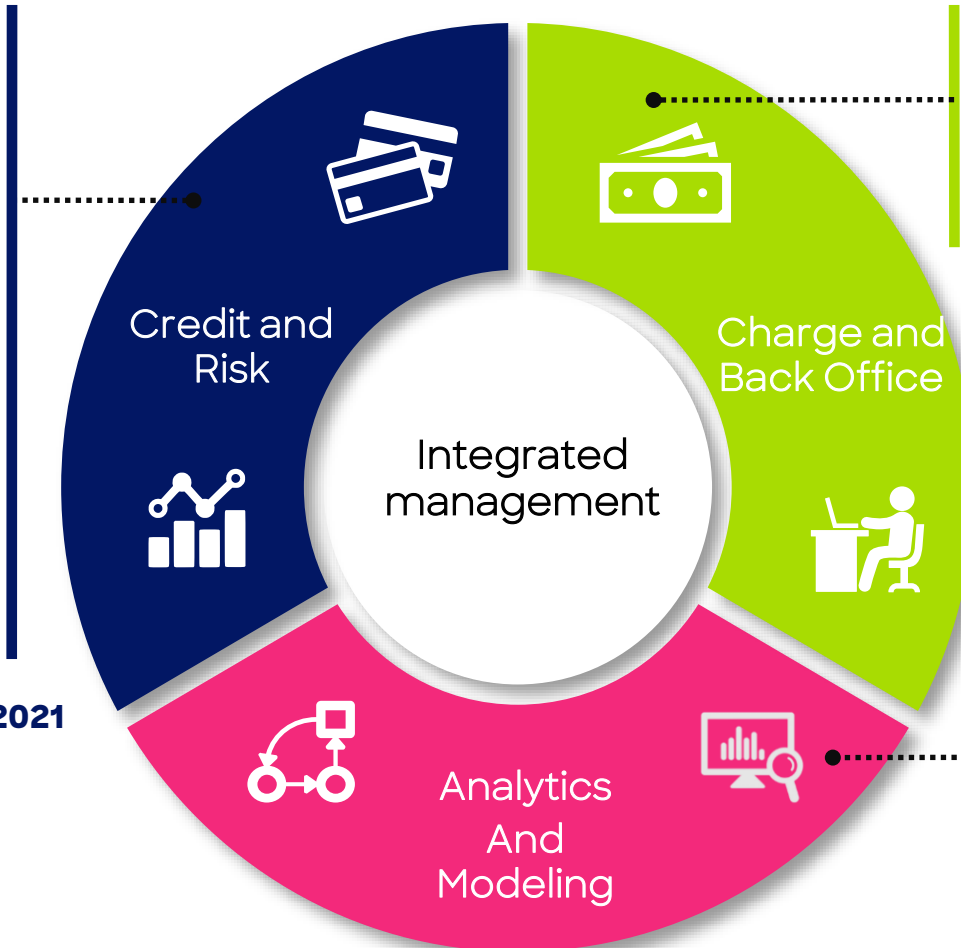 Credit and
Risk
Charge and
Back Office
Integrated
management
2021
Analytics
And
Modeling